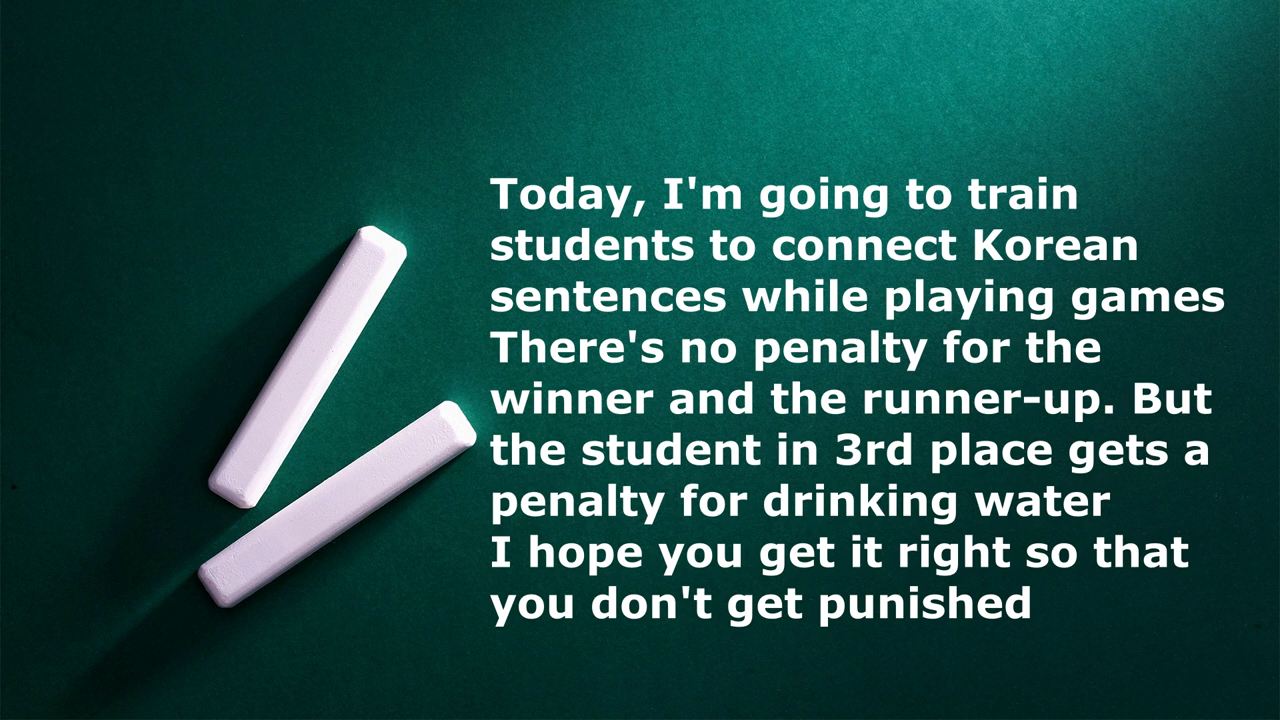 Today, I'm going to train
students to connect Korean
sentences while playing games
There's no penalty for the
winner and the runner-up. But
the student in 3rd place gets a
penalty for drinking water
I hope you get it right so that
you don't get punished